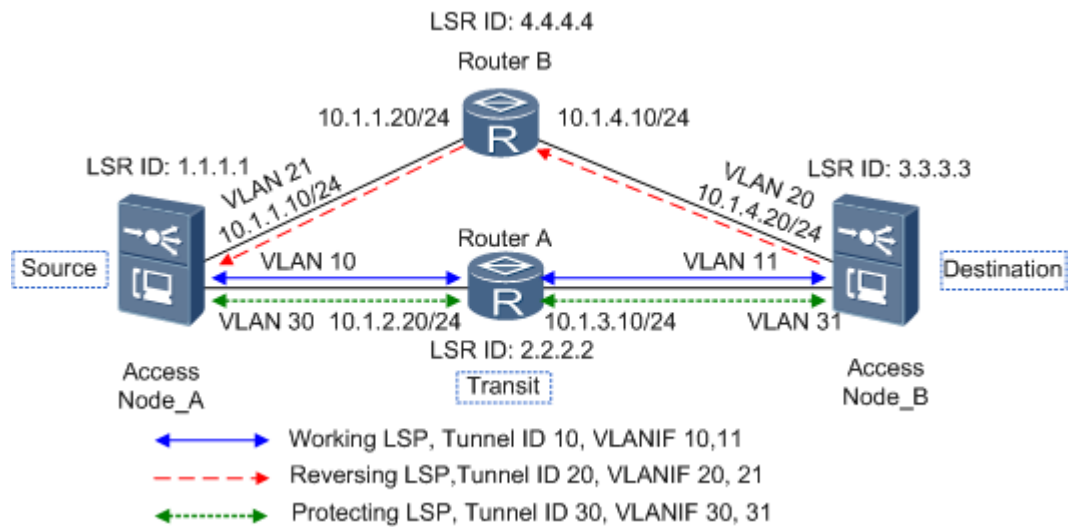 LSR ID: 4.4.4.4
Router B
10.1.1.20/24
10.1.4.10/24
R
LSR ID: 1.1.1.1
VLAN 21
10.1.1.10/24
VLAN 20
10.1.4.20/24
LSR ID: 3.3.3.3
Source
VLAN 10
Router A
VLAN 11
Destination
R
VLAN 30
10.1.2.20/24
10.1.3.10/24
VLAN 31
LSR ID: 2.2.2.2
Access
Node_A
Transit
Access
Node_B
Working LSP, Tunnel ID 10, VLANIF 10,11
Reversing LSP,Tunnel ID 20, VLANIF 20, 21
Protecting LSP, Tunnel ID 30, VLANIF 30, 31